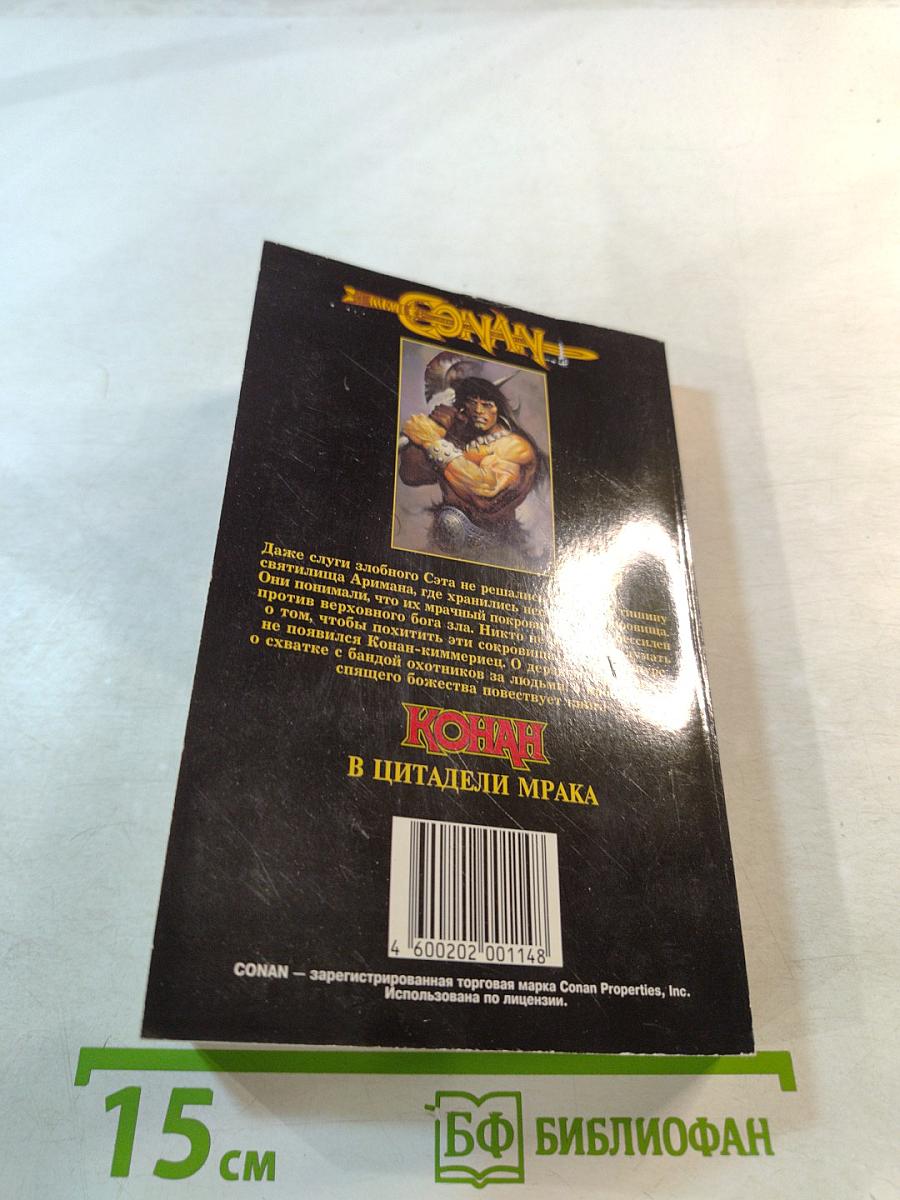 CONAN
Даже слуги злобного Сэта не решались
святилища Аримана, где хранились
Они понимали, что их мрачный
против верховного бога зла. Никто не
о том, чтобы похитить эти сокровища
не появился Конан-киммериец. О
о схватке с бандой охотников за людьми
спящего божества повествует
КОНАН
В ЦИТАДЕЛИ МРАКА
4 600202 001148
CONAN — зарегистрированная торговая марка Conan Properties, Inc.
Использована по лицензии.
15 см
БФ БИБЛИОФАН